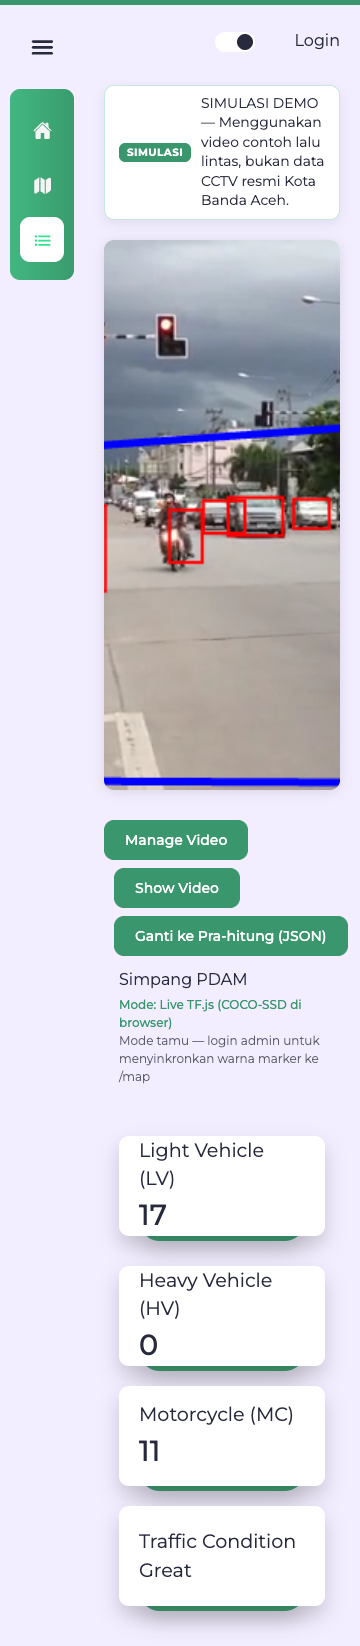 Login
SIMULASI
SIMULASI DEMO
— Menggunakan
video contoh lalu
lintas, bukan data
CCTV resmi Kota
Banda Aceh.
Manage Video
Show Video
Ganti ke Pra-hitung (JSON)
Simpang PDAM
Mode: Live TF.js (COCO-SSD di
browser)
Mode tamu — login admin untuk
menyinkronkan warna marker ke
/map
Light Vehicle
(LV)
17
Heavy Vehicle
(HV)
0
Motorcycle (MC)
11
Traffic Condition
Great